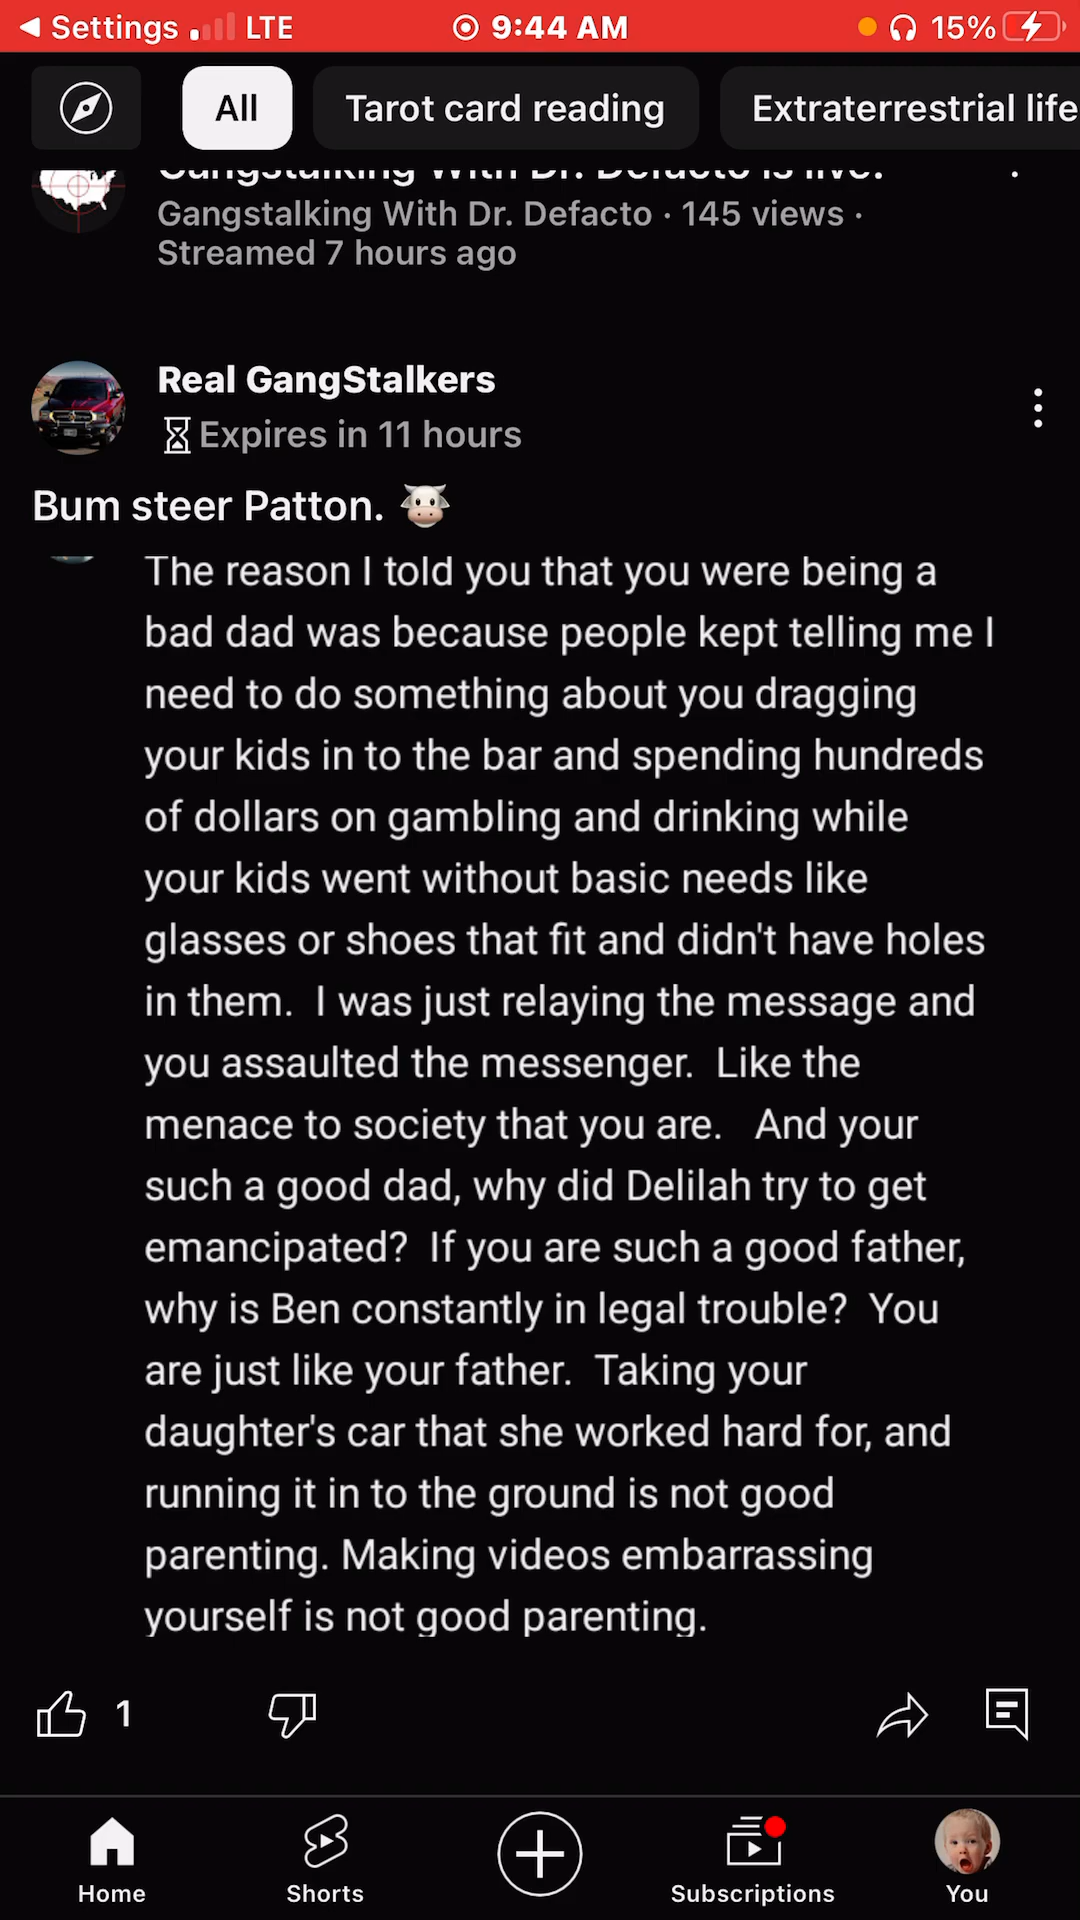 Settings LTE 9:44 AM 15%
All Tarot card reading Extraterrestrial life
Gangstalking With Dr. Defacto is live.
Gangstalking With Dr. Defacto · 145 views ·
Streamed 7 hours ago
Real GangStalkers
Expires in 11 hours
Bum steer Patton. 🐮
The reason I told you that you were being a
bad dad was because people kept telling me I
need to do something about you dragging
your kids in to the bar and spending hundreds
of dollars on gambling and drinking while
your kids went without basic needs like
glasses or shoes that fit and didn't have holes
in them.  I was just relaying the message and
you assaulted the messenger.  Like the
menace to society that you are.   And your
such a good dad, why did Delilah try to get
emancipated?  If you are such a good father,
why is Ben constantly in legal trouble?  You
are just like your father.  Taking your
daughter's car that she worked hard for, and
running it in to the ground is not good
parenting. Making videos embarrassing
yourself is not good parenting.
1
Home Shorts Subscriptions You